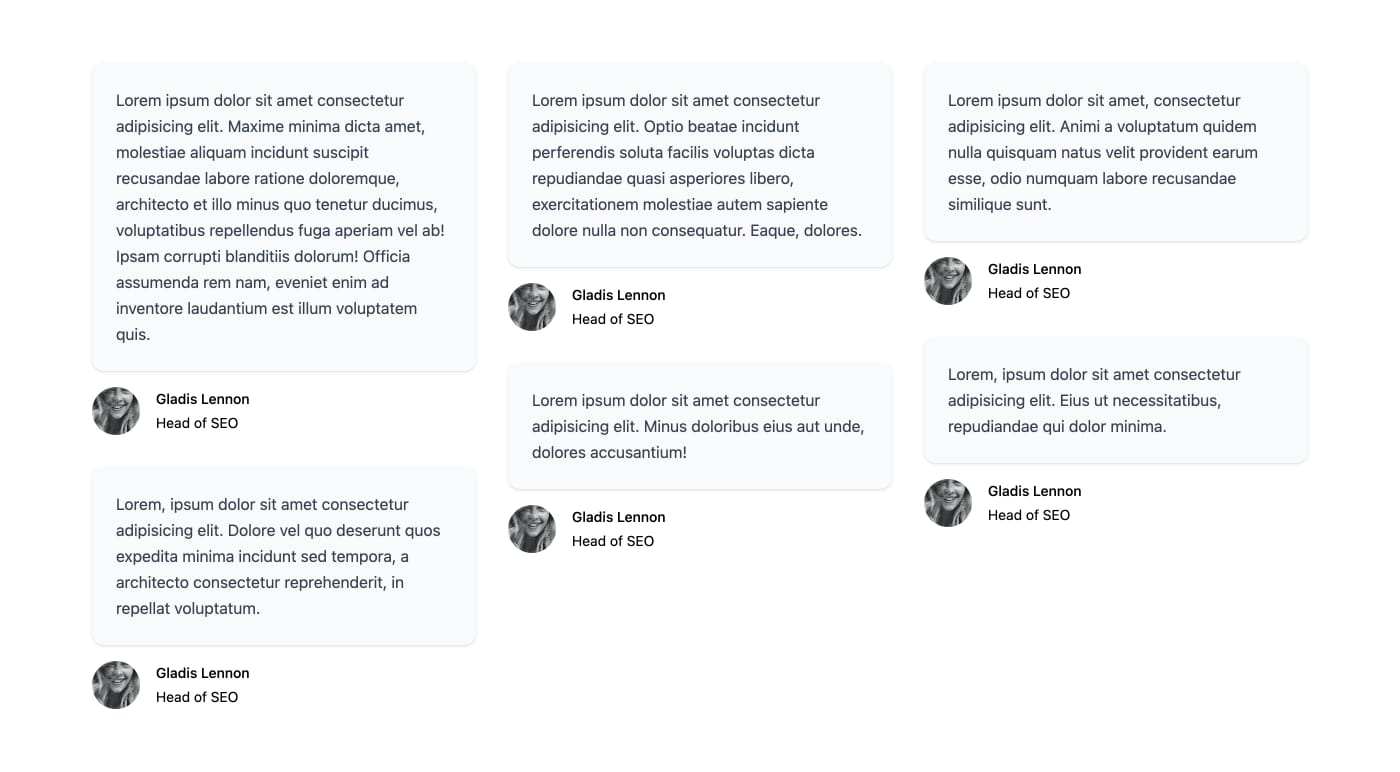 Lorem ipsum dolor sit amet consectetur
adipisicing elit. Maxime minima dicta amet,
molestiae aliquam incidunt suscipit
recusandae labore ratione doloremque,
architecto et illo minus quo tenetur ducimus,
voluptatibus repellendus fuga aperiam vel ab!
Ipsam corrupti blanditiis dolorum! Officia
assumenda rem nam, eveniet enim ad
inventore laudantium est illum voluptatem
quis.
Gladis Lennon
Head of SEO
Lorem, ipsum dolor sit amet consectetur
adipisicing elit. Dolore vel quo deserunt quos
expedita minima incidunt sed tempora, a
architecto consectetur reprehenderit, in
repellat voluptatum.
Gladis Lennon
Head of SEO
Lorem ipsum dolor sit amet consectetur
adipisicing elit. Optio beatae incidunt
perferendis soluta facilis voluptas dicta
repudiandae quasi asperiores libero,
exercitationem molestiae autem sapiente
dolore nulla non consequatur. Eaque, dolores.
Gladis Lennon
Head of SEO
Lorem ipsum dolor sit amet consectetur
adipisicing elit. Minus doloribus eius aut unde,
dolores accusantium!
Gladis Lennon
Head of SEO
Lorem ipsum dolor sit amet, consectetur
adipisicing elit. Animi a voluptatum quidem
nulla quisquam natus velit provident earum
esse, odio numquam labore recusandae
similique sunt.
Gladis Lennon
Head of SEO
Lorem, ipsum dolor sit amet consectetur
adipisicing elit. Eius ut necessitatibus,
repudiandae qui dolor minima.
Gladis Lennon
Head of SEO